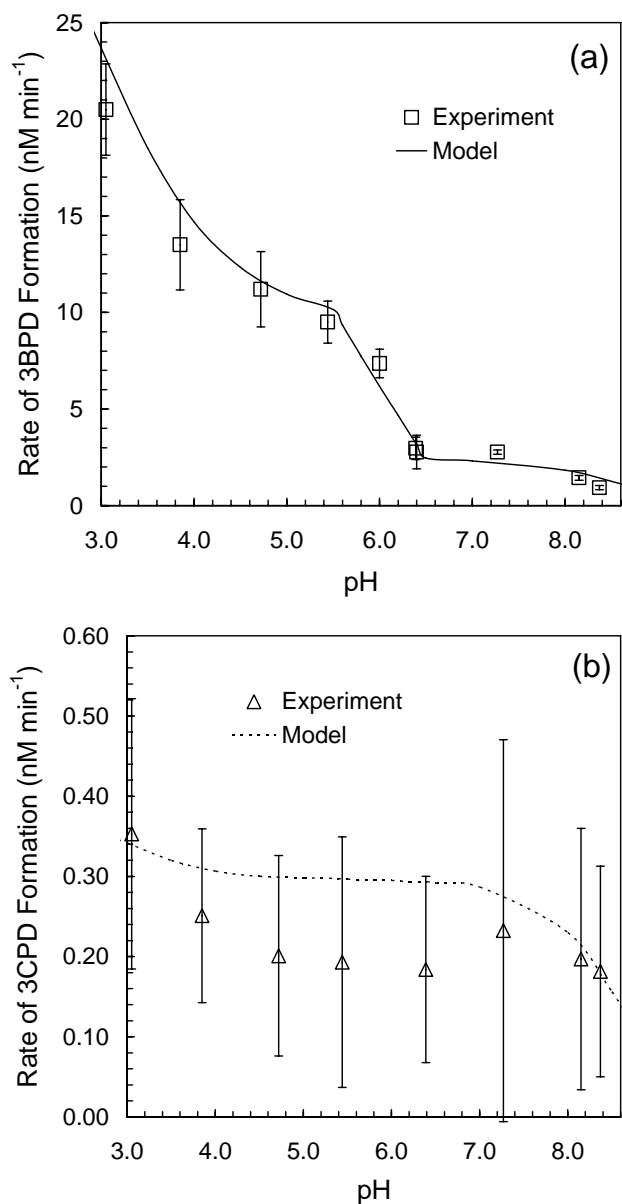 25
20
15
10
5
0
3.0 4.0 5.0 6.0 7.0 8.0
pH
Rate of 3BPD Formation (nM min-1)
(a)
Experiment
Model
0.60
0.50
0.40
0.30
0.20
0.10
0.00
3.0 4.0 5.0 6.0 7.0 8.0
pH
Rate of 3CPD Formation (nM min-1)
(b)
Experiment
Model